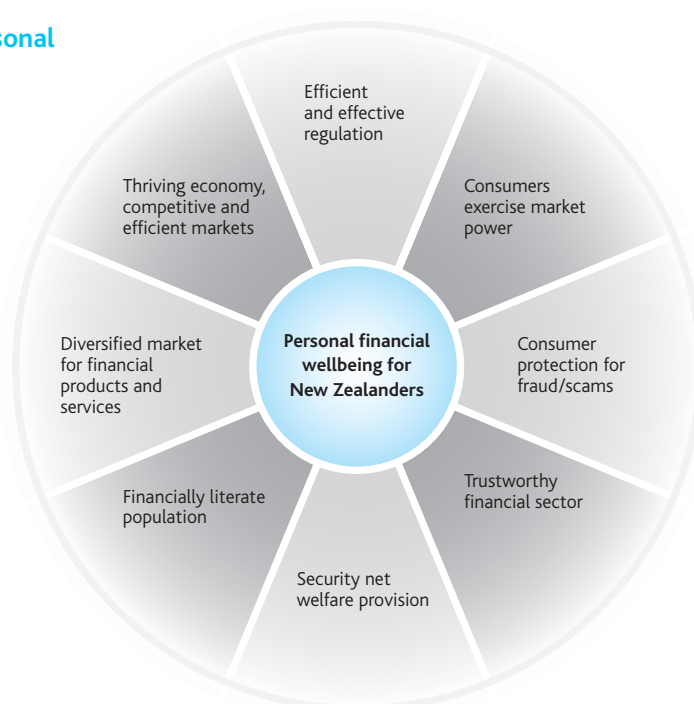 sonal
Efficient
and effective
regulation
Consumers
exercise market
power
Consumer
protection for
fraud/scams
Trustworthy
financial sector
Security net
welfare provision
Financially literate
population
Diversified market
for financial
products and
services
Thriving economy,
competitive and
efficient markets
Personal financial
wellbeing for
New Zealanders